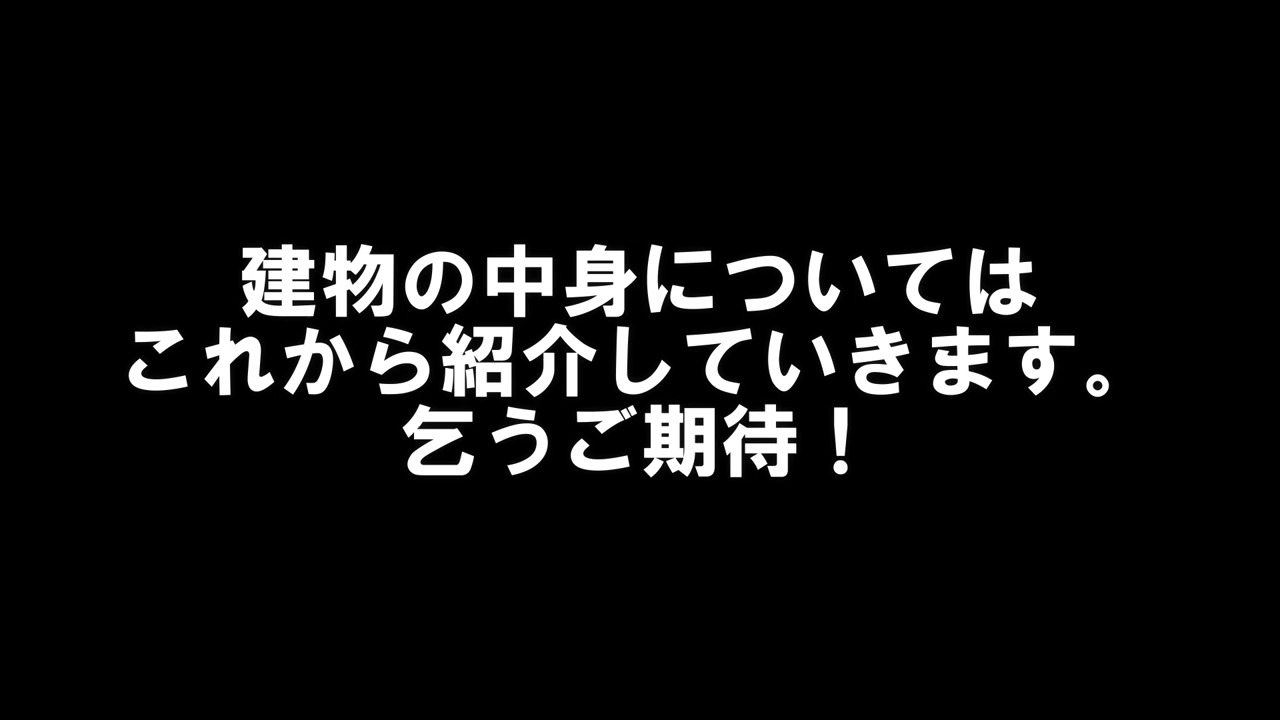 建物の中身については
これから紹介していきます。
乞うご期待！